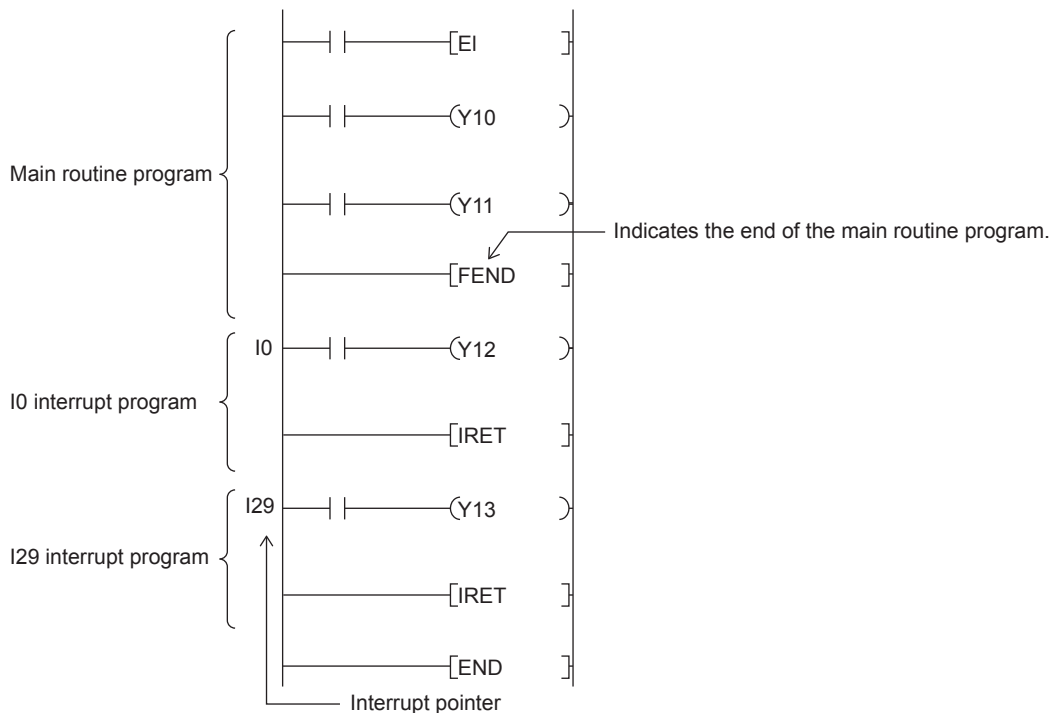 EI
Y10
Main routine program
Y11
Indicates the end of the main routine program.
FEND
I0
Y12
I0 interrupt program
IRET
I29
Y13
I29 interrupt program
IRET
END
Interrupt pointer